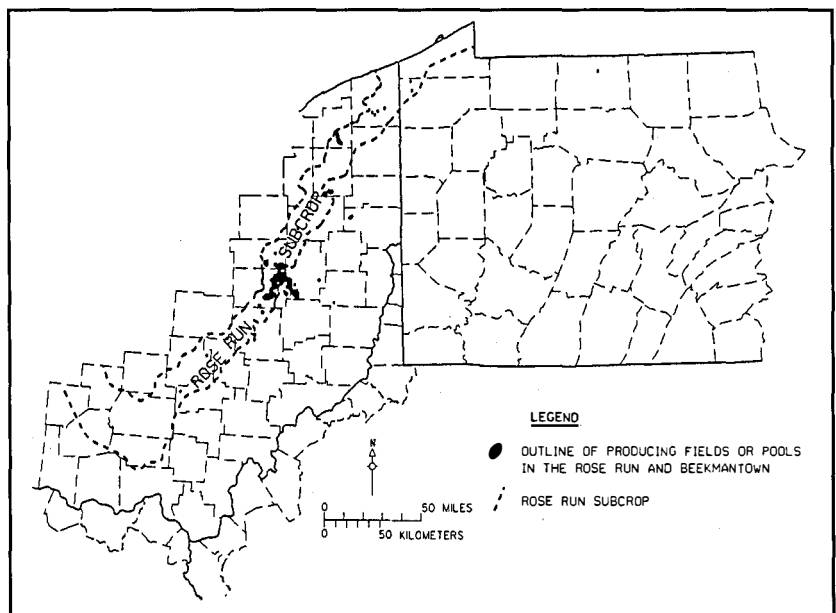 SUBCROP
ROSE RUN
LEGEND
OUTLINE OF PRODUCING FIELDS OR POOLS
IN THE ROSE RUN AND BEEKMANTOWN
ROSE RUN SUBCROP
N
0 50 MILES
0 50 KILOMETERS